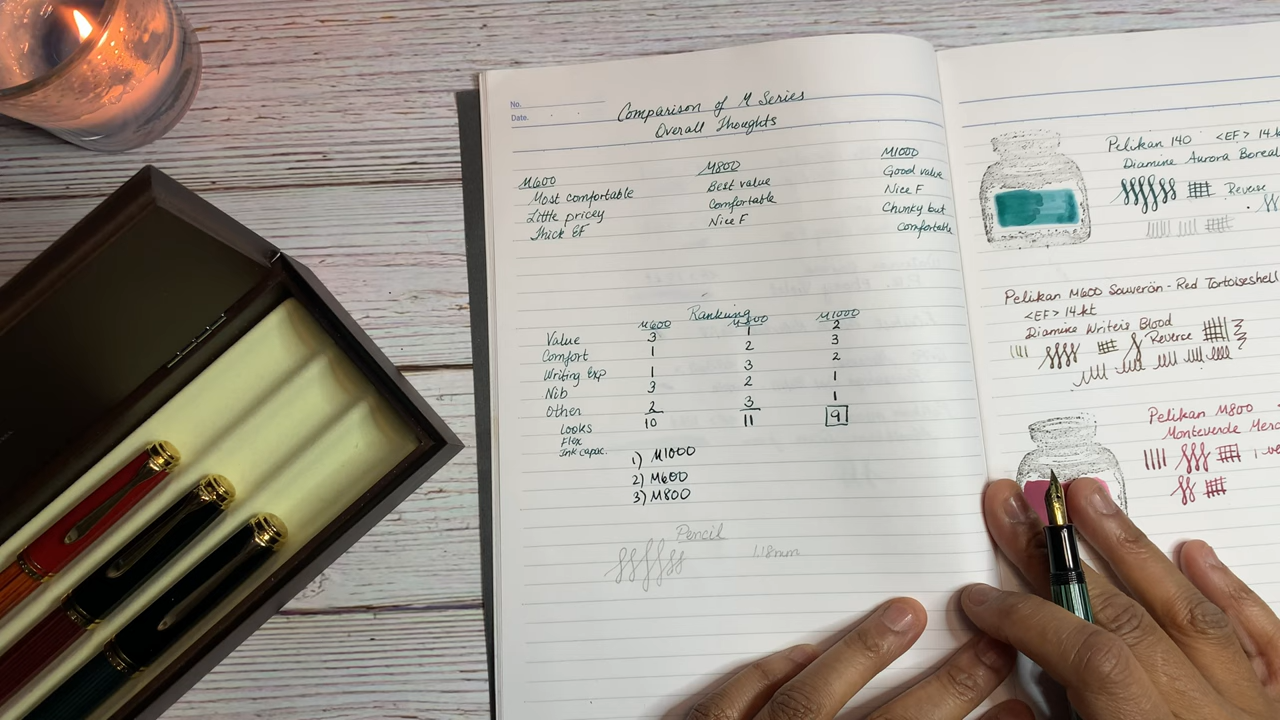 No.
Date.
Comparison of M Series
Overall Thoughts
M600
Most comfortable
Little pricey
Thick EF
M800
Best value
Comfortable
Nice F
M1000
Good value
Nice F
Chunky but
comfortable
Ranking
M600 M800 M1000
Value 3 1 2
Comfort 1 2 3
Writing Exp 1 3 2
Nib 3 2 1
Other 2 3 1
Looks 10 11 9
Flex
Ink capac.
1) M1000
2) M600
3) M800
Pencil
1.18mm
Pelikan 140 <EF> 14k
Diamine Aurora Boreal
Reverse
Pelikan M600 Souverän - Red Tortoiseshell
<EF> 14kt
Diamine Writer's Blood
Reverse
Pelikan M800
Monteverde Merc